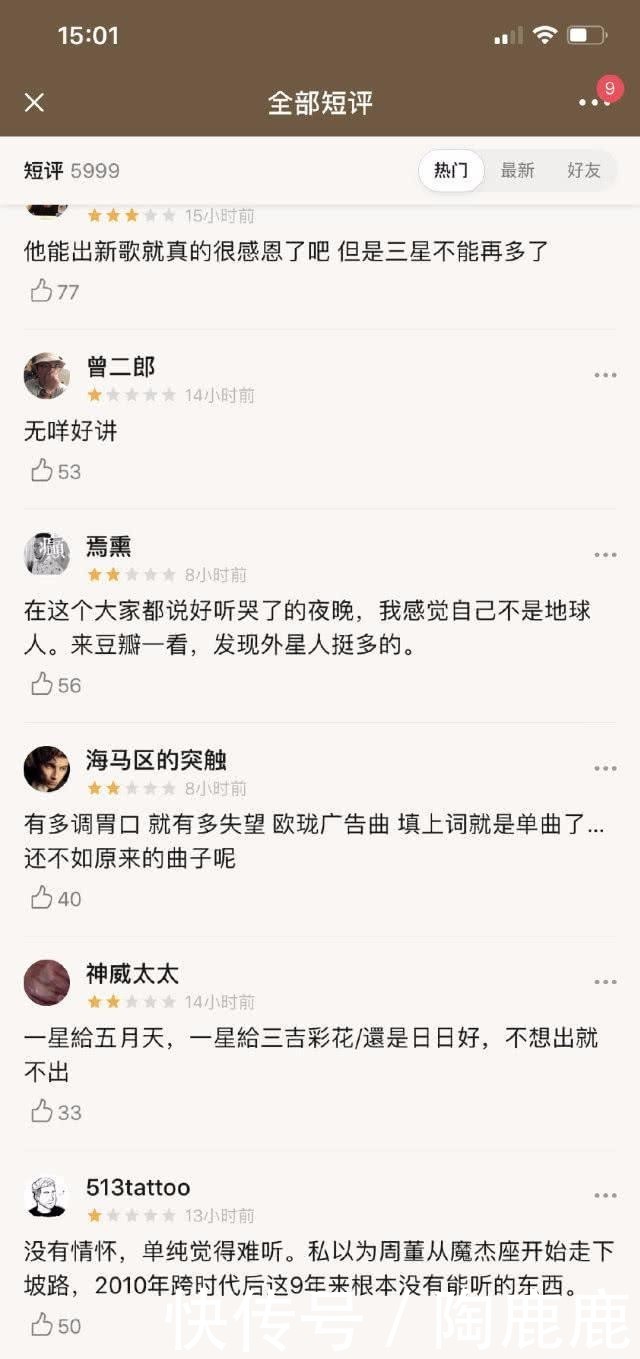 15:01
全部短评
9
短评 5999
热门 最新 好友
15小时前
他能出新歌就真的很感恩了吧 但是三星不能再多了
77
曾二郎
14小时前
无咩好讲
53
焉熏
8小时前
在这个大家都说好听哭了的夜晚，我感觉自己不是地球
人。来豆瓣一看，发现外星人挺多的。
56
海马区的突触
8小时前
有多调胃口 就有多失望 欧珑广告曲 填上词就是单曲了...
还不如原来的曲子呢
40
神威太太
14小时前
一星給五月天，一星給三吉彩花/還是日日好，不想出就
不出
33
513tattoo
13小时前
没有情怀，单纯觉得难听。私以为周董从魔杰座开始走下
坡路，2010年跨时代后这9年来根本没有能听的东西。
50
快传号 / 陶鹿鹿